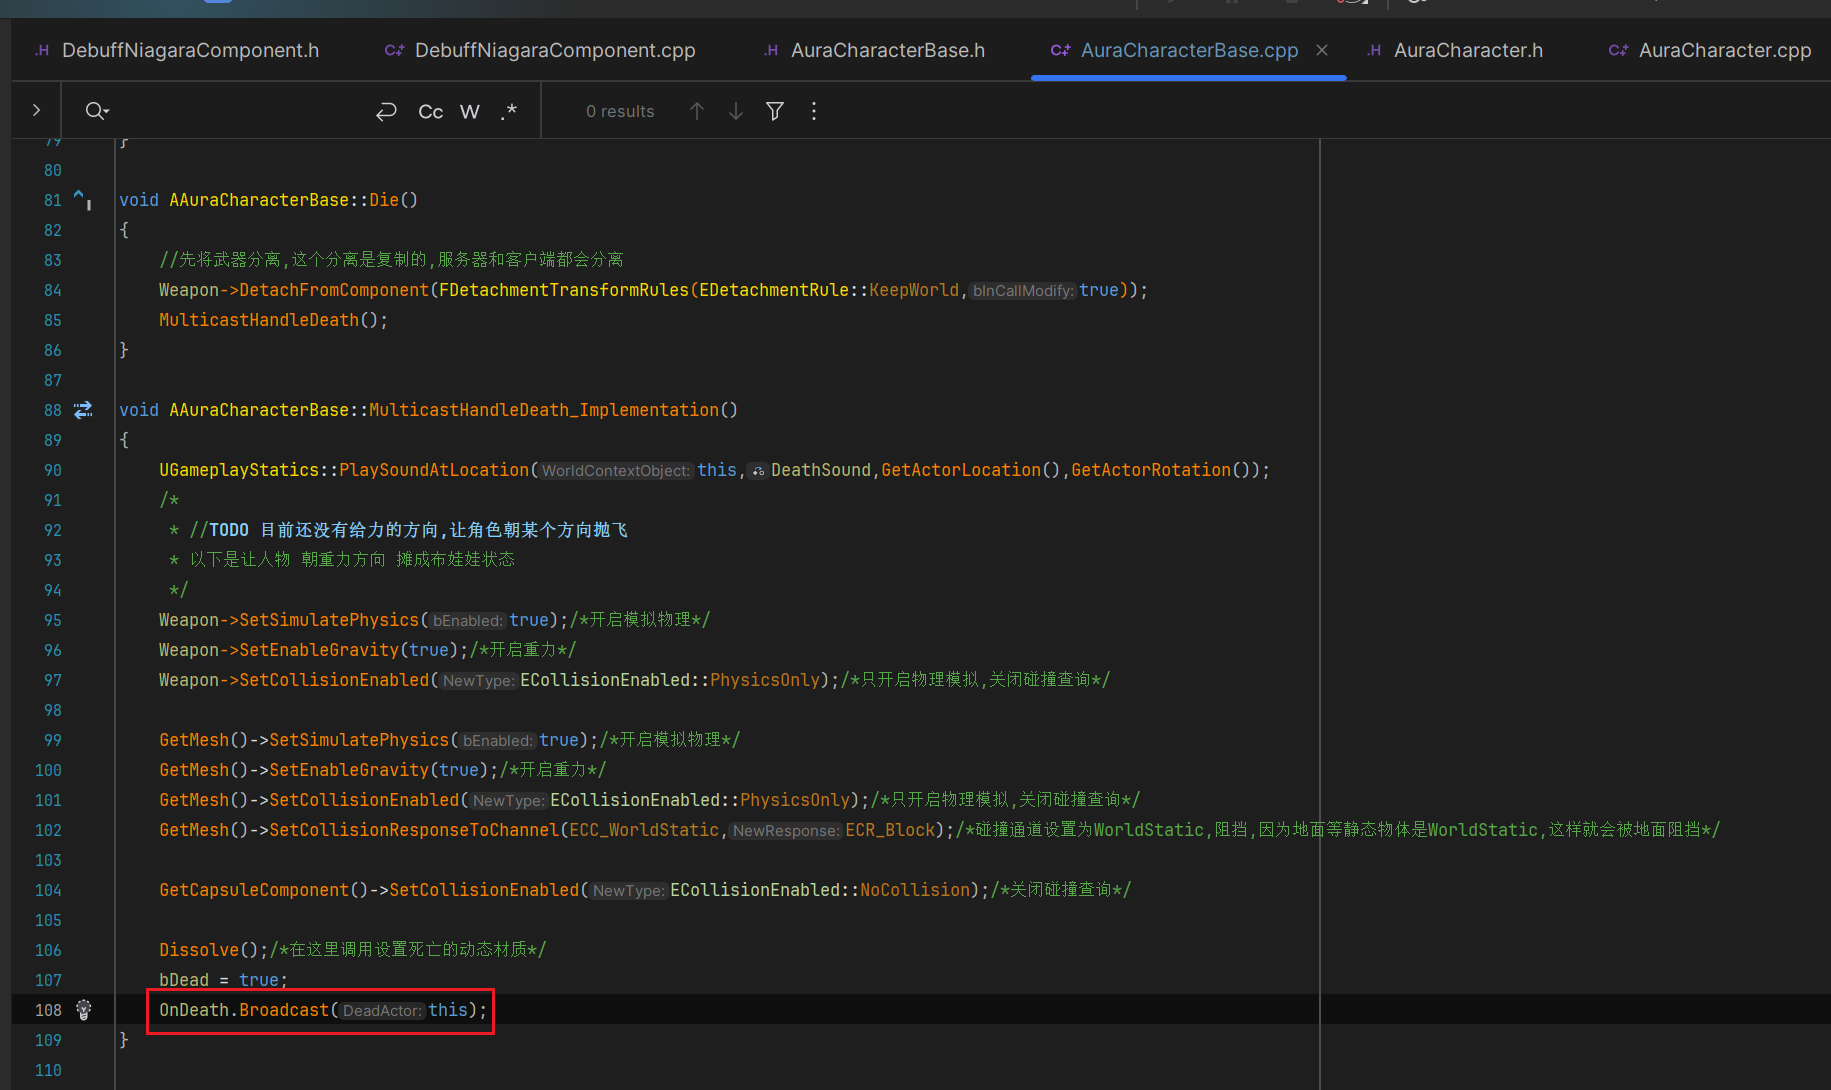 DebuffNiagaraComponent.h DebuffNiagaraComponent.cpp AuraCharacterBase.h AuraCharacterBase.cpp AuraCharacter.h AuraCharacter.cpp
Cc W .* 0 results
79 }
80
81 void AAuraCharacterBase::Die()
82 {
83 //先将武器分离,这个分离是复制的,服务器和客户端都会分离
84 Weapon->DetachFromComponent(FDetachmentTransformRules(EDetachmentRule::KeepWorld, bInCallModify: true));
85 MulticastHandleDeath();
86 }
87
88 void AAuraCharacterBase::MulticastHandleDeath_Implementation()
89 {
90 UGameplayStatics::PlaySoundAtLocation( WorldContextObject: this, DeathSound,GetActorLocation(),GetActorRotation());
91 /*
92 * //TODO 目前还没有给力的方向,让角色朝某个方向抛飞
93 * 以下是让人物 朝重力方向 摊成布娃娃状态
94 */
95 Weapon->SetSimulatePhysics( bEnabled: true);/*开启模拟物理*/
96 Weapon->SetEnableGravity(true);/*开启重力*/
97 Weapon->SetCollisionEnabled( NewType: ECollisionEnabled::PhysicsOnly);/*只开启物理模拟,关闭碰撞查询*/
98
99 GetMesh()->SetSimulatePhysics( bEnabled: true);/*开启模拟物理*/
100 GetMesh()->SetEnableGravity(true);/*开启重力*/
101 GetMesh()->SetCollisionEnabled( NewType: ECollisionEnabled::PhysicsOnly);/*只开启物理模拟,关闭碰撞查询*/
102 GetMesh()->SetCollisionResponseToChannel(ECC_WorldStatic, NewResponse: ECR_Block);/*碰撞通道设置为WorldStatic,阻挡,因为地面等静态物体是WorldStatic,这样就会被地面阻挡*/
103
104 GetCapsuleComponent()->SetCollisionEnabled( NewType: ECollisionEnabled::NoCollision);/*关闭碰撞查询*/
105
106 Dissolve();/*在这里调用设置死亡的动态材质*/
107 bDead = true;
108 OnDeath.Broadcast( DeadActor: this);
109 }
110